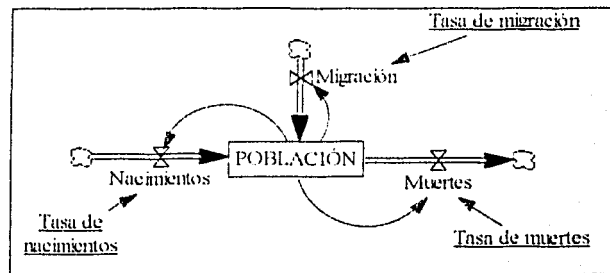 Tasa de migración
Migración
POBLACIÓN
Nacimientos
Muertes
Tasa de
nacimientos
Tasa de muertes